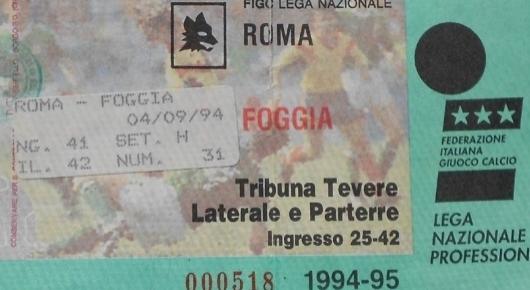 FIGC LEGA NAZIONALE
ROMA
ROMA - FOGGIA
04/09/94
NG. 41 SET. H
IL. 42 NUM. 31
FOGGIA
Tribuna Tevere
Laterale e Parterre
Ingresso 25-42
000518 1994-95
FEDERAZIONE
ITALIANA
GIUOCO CALCIO
LEGA
NAZIONALE
PROFESSION